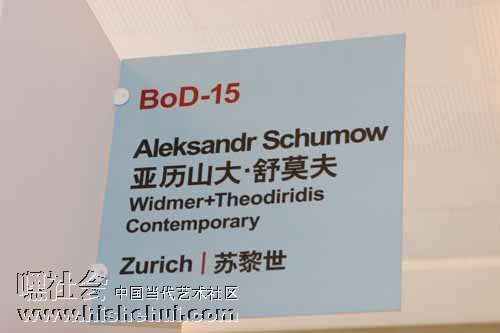 BoD-15
Aleksandr Schumow
亚历山大·舒莫夫
Widmer+Theodiridis
Contemporary
Zurich | 苏黎世
嘿社会 中国当代艺术社区
www.hishehui.com